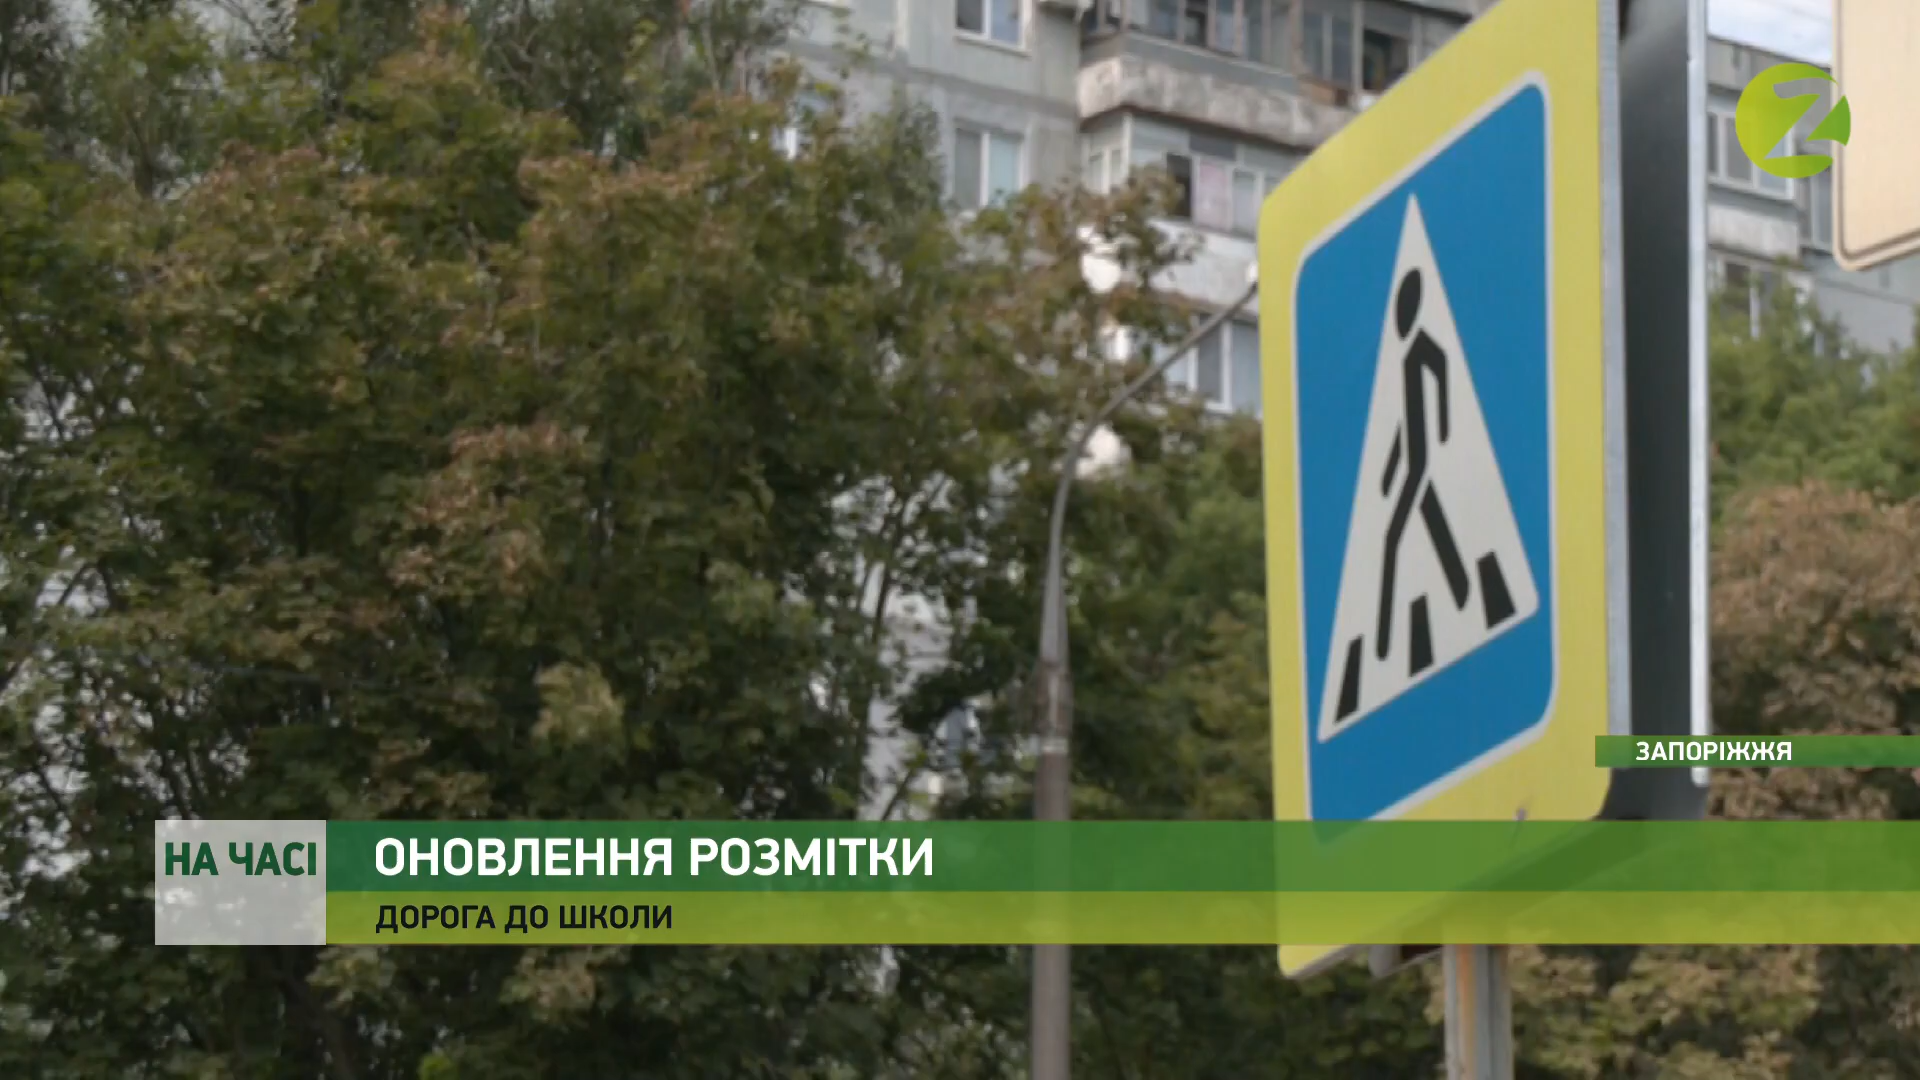 Z
ЗАПОРІЖЖЯ
НА ЧАСІ
ОНОВЛЕННЯ РОЗМІТКИ
ДОРОГА ДО ШКОЛИ